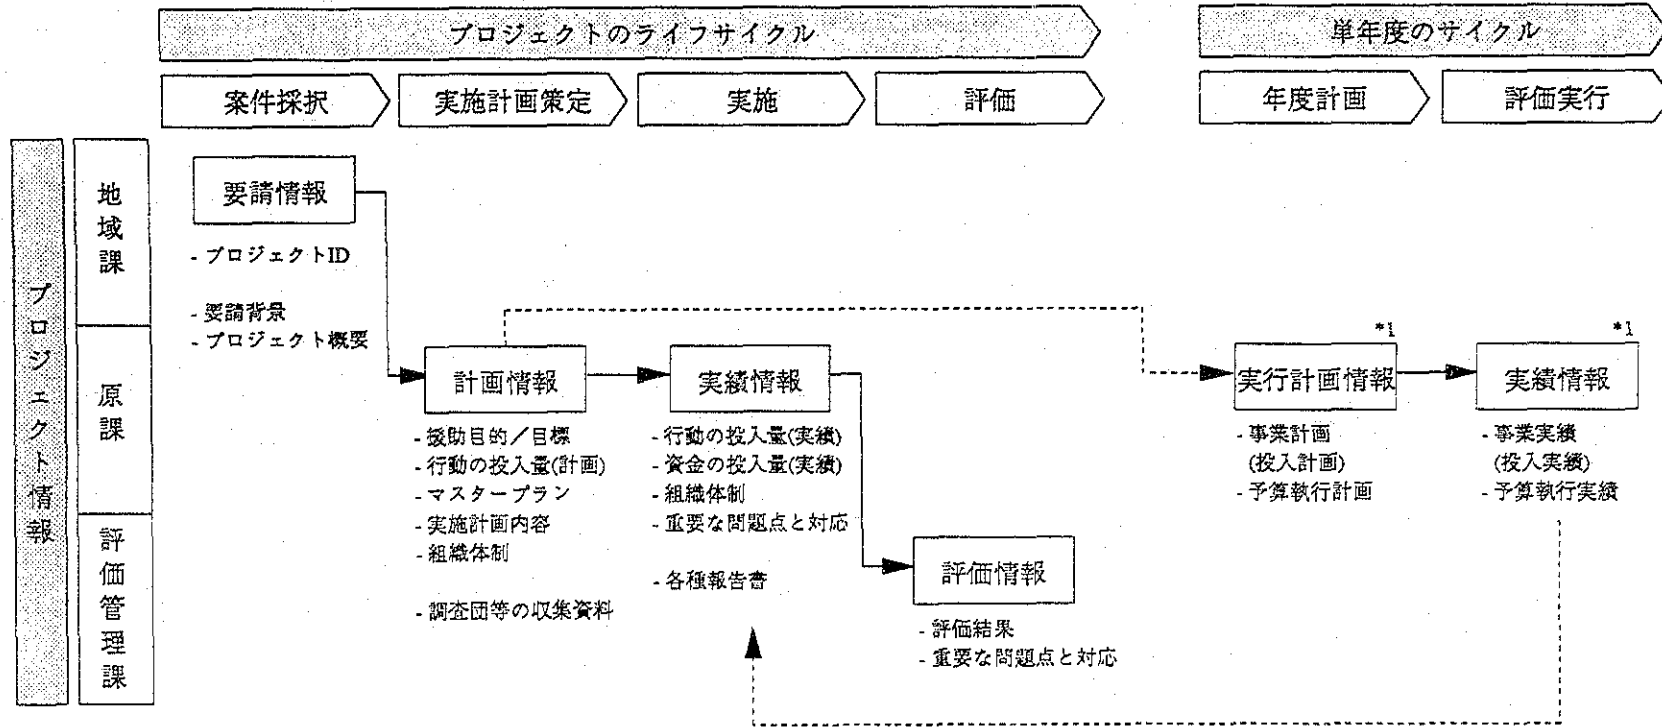 プロジェクトのライフサイクル
単年度のサイクル
案件採択
実施計画策定
実施
評価
年度計画
評価実行
プロジェクト情報
地域課
原課
評価管理課
要請情報
- プロジェクトID
- 要請背景
- プロジェクト概要
計画情報
- 援助目的／目標
- 行動の投入量(計画)
- マスタープラン
- 実施計画内容
- 組織体制
- 調査団等の収集資料
実績情報
- 行動の投入量(実績)
- 資金の投入量(実績)
- 組織体制
- 重要な問題点と対応
- 各種報告書
評価情報
- 評価結果
- 重要な問題点と対応
*1
実行計画情報
- 事業計画
(投入計画)
- 予算執行計画
*1
実績情報
- 事業実績
(投入実績)
- 予算執行実績